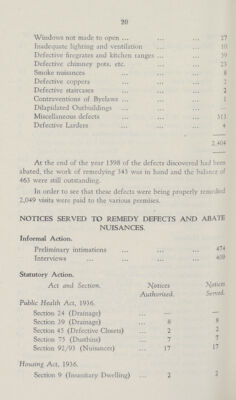 20
Windows not made to open ... ... ... 17
Inadequate lighting and ventilation ... ... 10
Defective firegrates and kitchen ranges ... ... 59
Defective chimney pots, etc. ... ... 23
Smoke nuisances ... ... ... 8
Defective coppers ... ... ... 2
Defective staircases ... ... ... 2
Contraventions of Byelaws ... ... ... 1
Dilapidated Outbuildings ... ... ... —
Miscellaneous defects ... ... 313
Defective Larders ... ... ... 4
2,404
At the end of the year 1598 of the defects discovered had been
abated, the work of remedying 343 was in hand and the balance of
463 were still outstanding.
In order to see that these defects were being properly remedied
2,049 visits were paid to the various premises.
NOTICES SERVED TO REMEDY DEFECTS AND ABATE
NUISANCES.
Informal Action.
Preliminary intimations ... ... ... 474
Interviews ... ... ... ... 408
Statutory Action.
Act and Section. Notices Notices
Authorised. Served.
Public Health Act, 1936.
Section 24 (Drainage) ... — —
Section 39 (Drainage) ... 8 8
Section 45 (Defective Closets) ... 2 2
Section 75 (Dustbins) ... 7 7
Section 92/93 (Nuisances) ... 17 17
Housing Act, 1936.
Section 9 (Insanitary Dwelling) ... 2 2